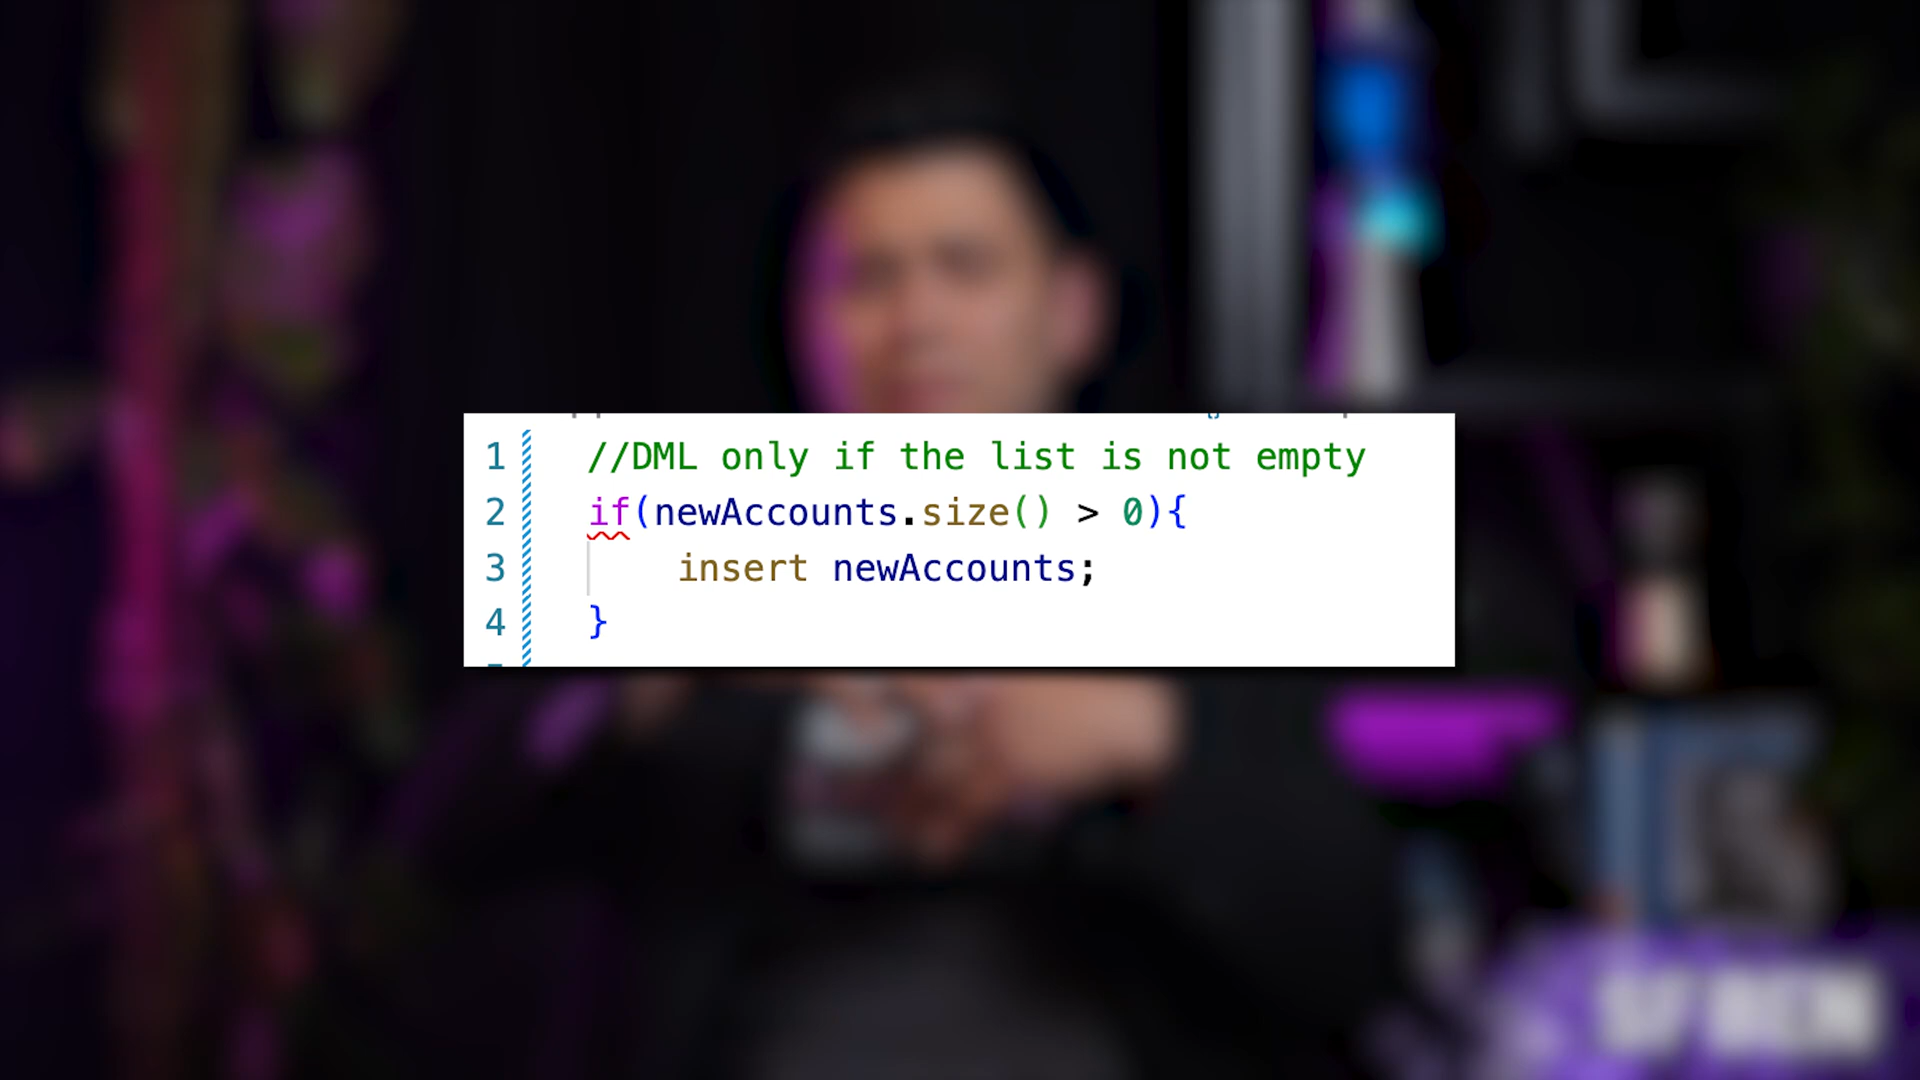 1 //DML only if the list is not empty
2 if(newAccounts.size() > 0){
3 insert newAccounts;
4 }